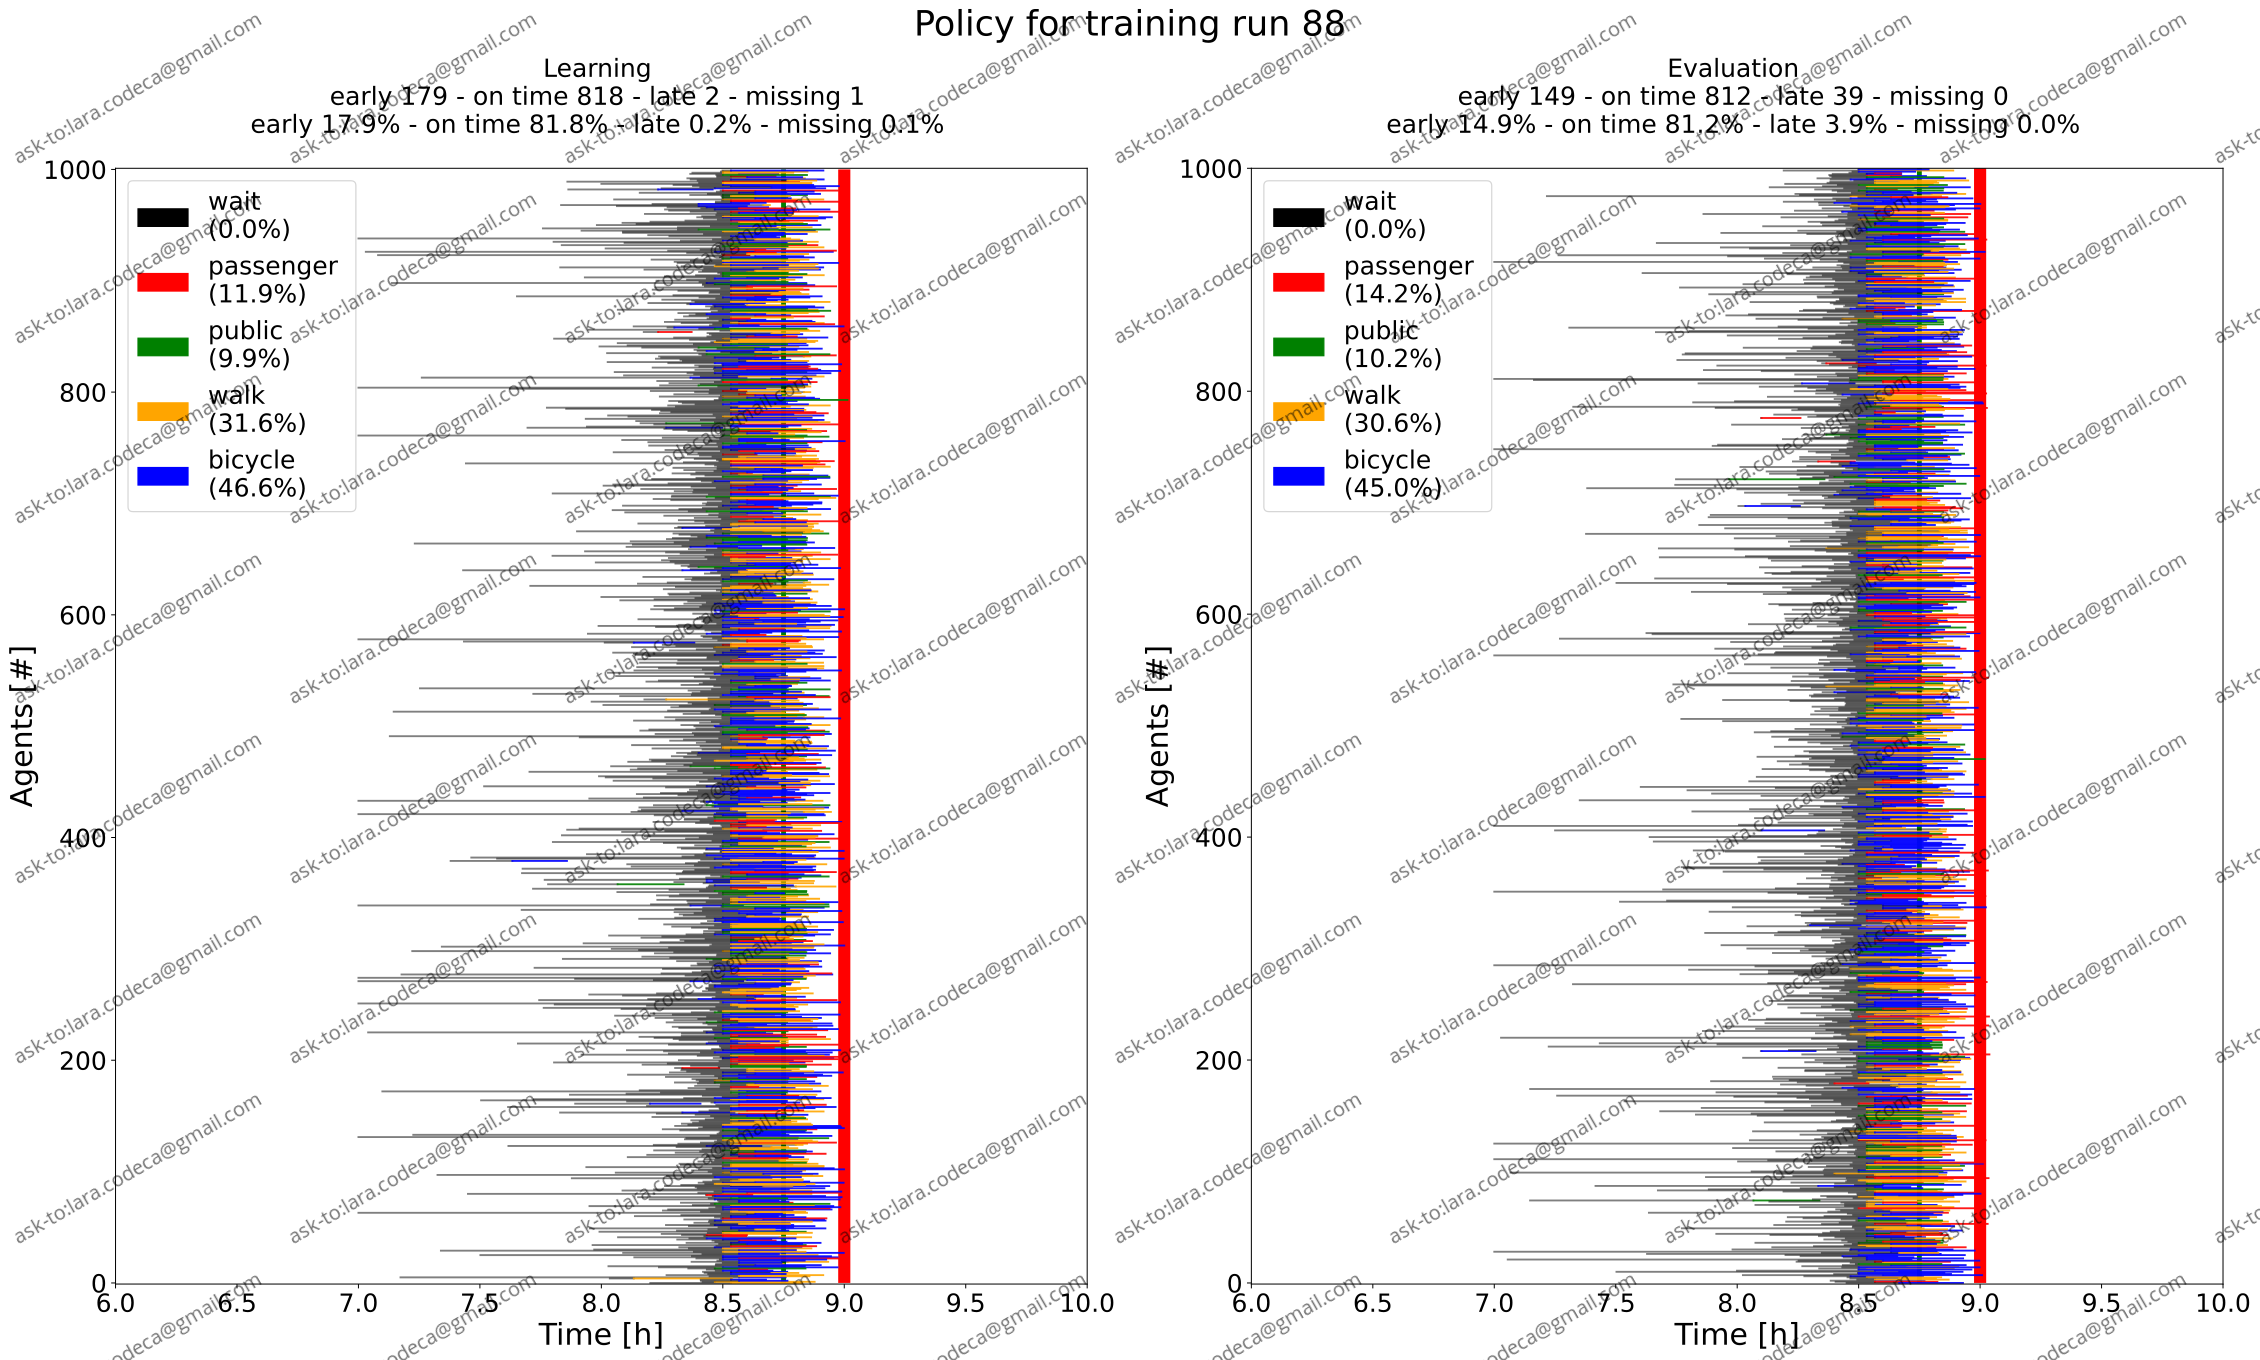 Policy for training run 88
Learning
early 179 - on time 818 - late 2 - missing 1
early 17.9% - on time 81.8% - late 0.2% - missing 0.1%
1000
800
600
400
200
0
Agents [#]
wait
(0.0%)
passenger
(11.9%)
public
(9.9%)
walk
(31.6%)
bicycle
(46.6%)
6.0 6.5 7.0 7.5 8.0 8.5 9.0 9.5 10.0
Time [h]
Evaluation
early 149 - on time 812 - late 39 - missing 0
early 14.9% - on time 81.2% - late 3.9% - missing 0.0%
1000
800
600
400
200
0
Agents [#]
wait
(0.0%)
passenger
(14.2%)
public
(10.2%)
walk
(30.6%)
bicycle
(45.0%)
6.0 6.5 7.0 7.5 8.0 8.5 9.0 9.5 10.0
Time [h]
ask-to:lara.codeca@gmail.com